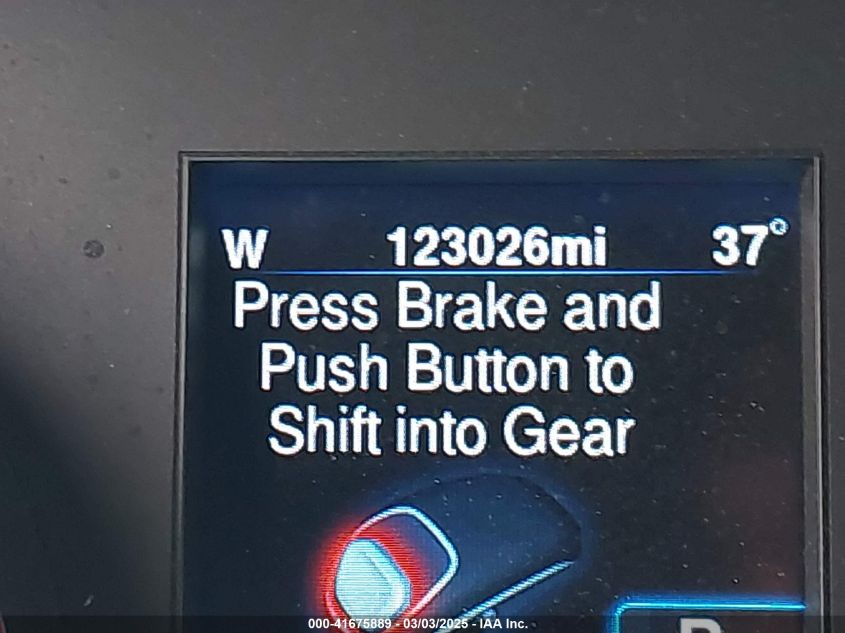 W 123026mi 37°
Press Brake and
Push Button to
Shift into Gear
000-41675889 - 03/03/2025 - IAA Inc.